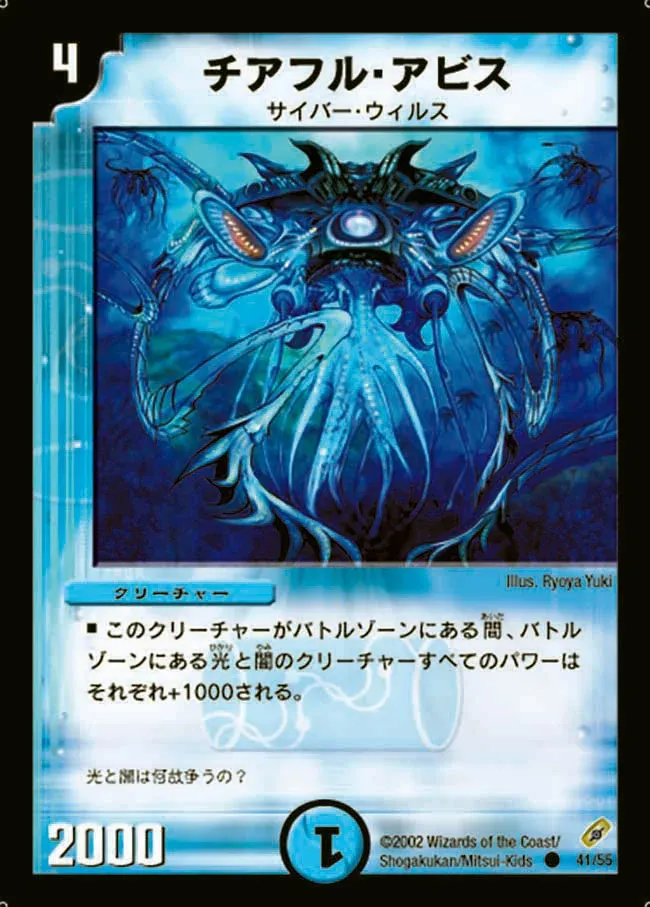 4
チアフル・アビス
サイバー・ウィルス
Illus. Ryoya Yuki
クリーチャー
■ このクリーチャーがバトルゾーンにある間、バトル
ゾーンにある光と闇のクリーチャーすべてのパワーは
それぞれ+1000される。
光と闇は何故争うの?
2000
1
©2002 Wizards of the Coast/
Shogakukan/Mitsui-Kids ● 41/55